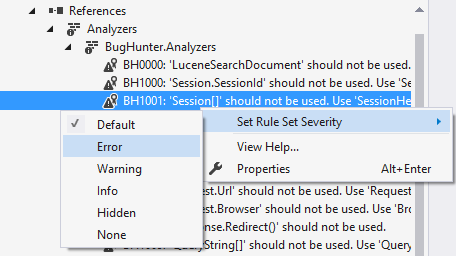 References
Analyzers
BugHunter.Analyzers
BH0000: 'LuceneSearchDocument' should not be used.
BH1000: 'Session.SessionId' should not be used. Use 'Se
BH1001: 'Session[]' should not be used. Use 'SessionHe
Default
Error
Warning
Info
Hidden
None
Set Rule Set Severity
View Help...
Properties Alt+Enter
est.Url' should not be used. Use 'Request
est.Browser' should not be used. Use 'Bro
nse.Redirect()' should not be used.
'QueryString[]' should not be used. Use 'Query